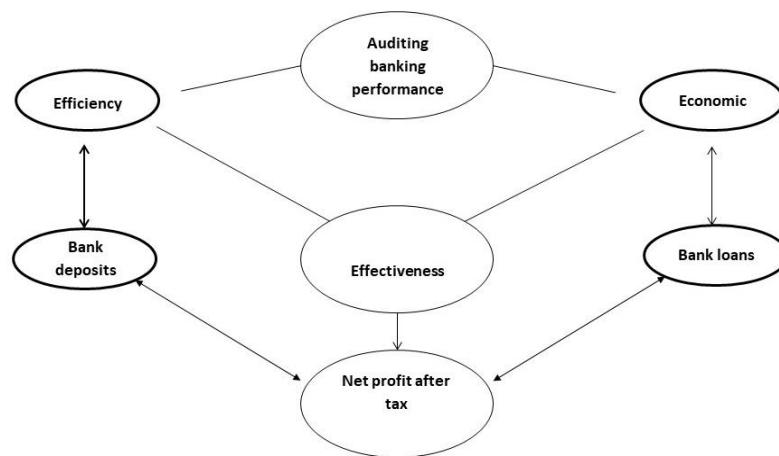 Auditing
banking
performance
Efficiency
Economic
Bank
deposits
Effectiveness
Bank loans
Net profit after
tax